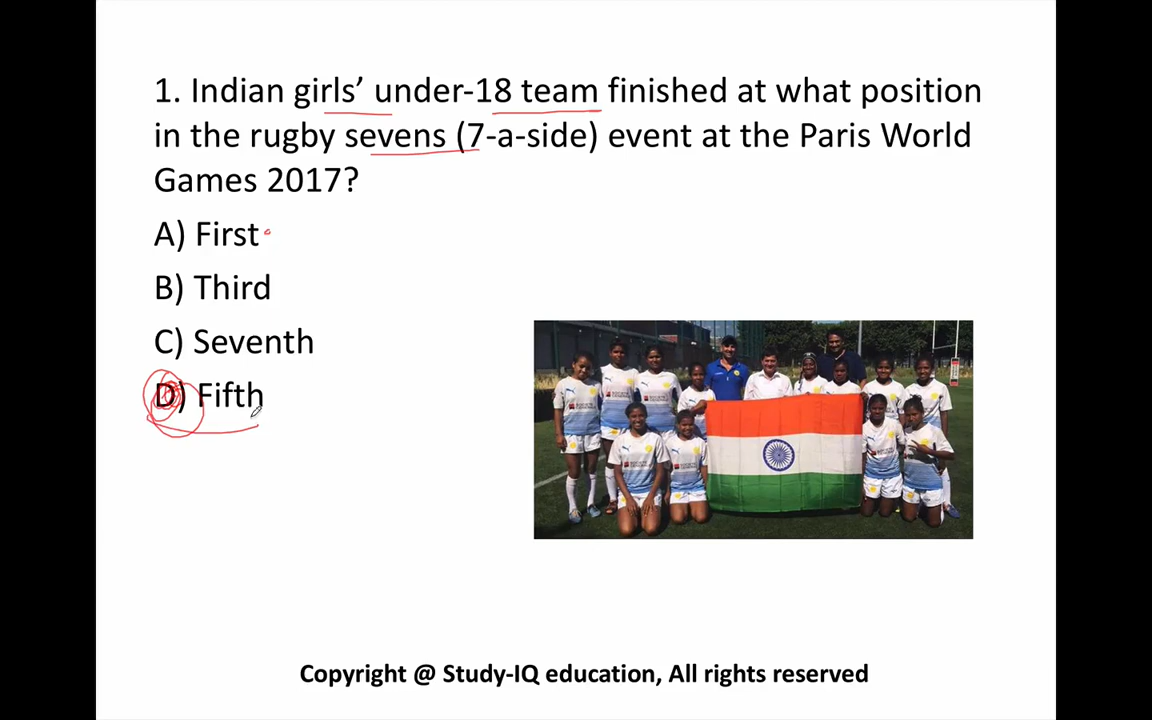 1. Indian girls’ under-18 team finished at what position
in the rugby sevens (7-a-side) event at the Paris World
Games 2017?
A) First
B) Third
C) Seventh
D) Fifth
Copyright @ Study-IQ education, All rights reserved